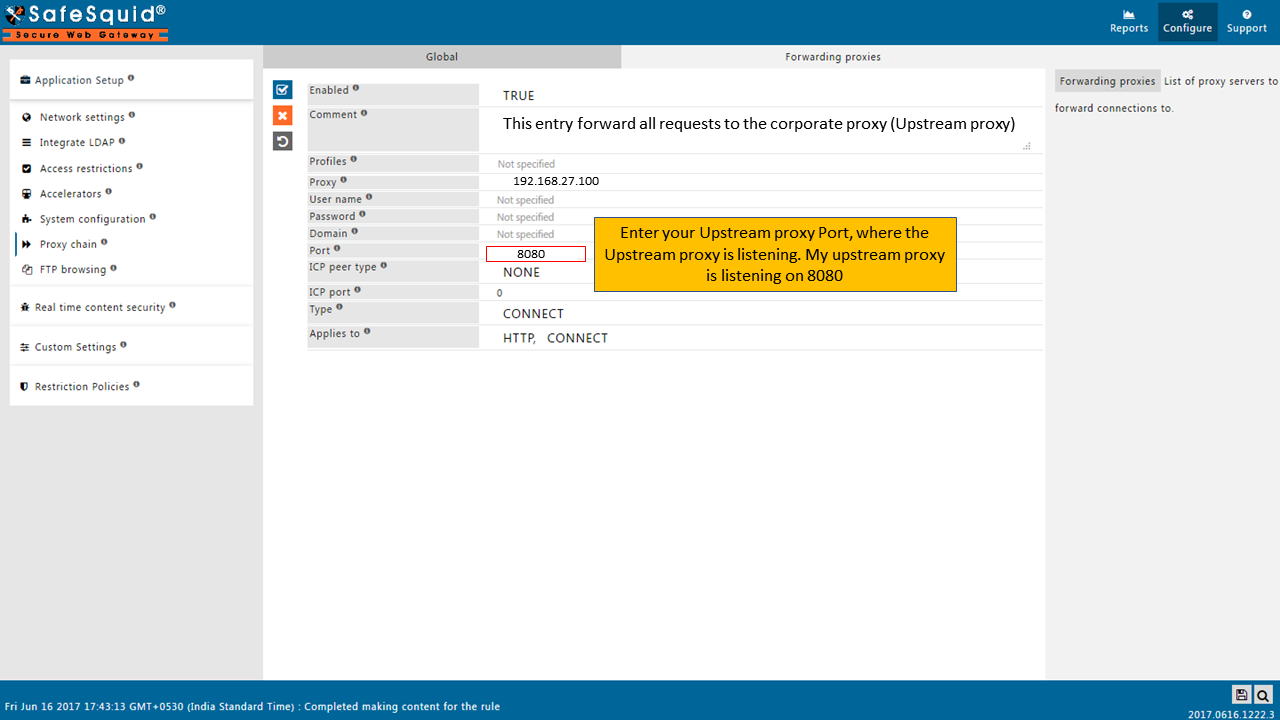 SafeSquid®
Secure Web Gateway
Reports
Configure
Support
Application Setup
Network settings
Integrate LDAP
Access restrictions
Accelerators
System configuration
Proxy chain
FTP browsing
Real time content security
Custom Settings
Restriction Policies
Global
Forwarding proxies
Enabled
TRUE
Comment
This entry forward all requests to the corporate proxy (Upstream proxy)
Profiles
Not specified
Proxy
192.168.27.100
User name
Not specified
Password
Not specified
Domain
Not specified
Port
8080
ICP peer type
NONE
ICP port
0
Type
CONNECT
Applies to
HTTP, CONNECT
Enter your Upstream proxy Port, where the
Upstream proxy is listening. My upstream proxy
is listening on 8080
Forwarding proxies List of proxy servers to
forward connections to.
Fri Jun 16 2017 17:43:13 GMT+0530 (India Standard Time) : Completed making content for the rule
2017.0616.1222.3